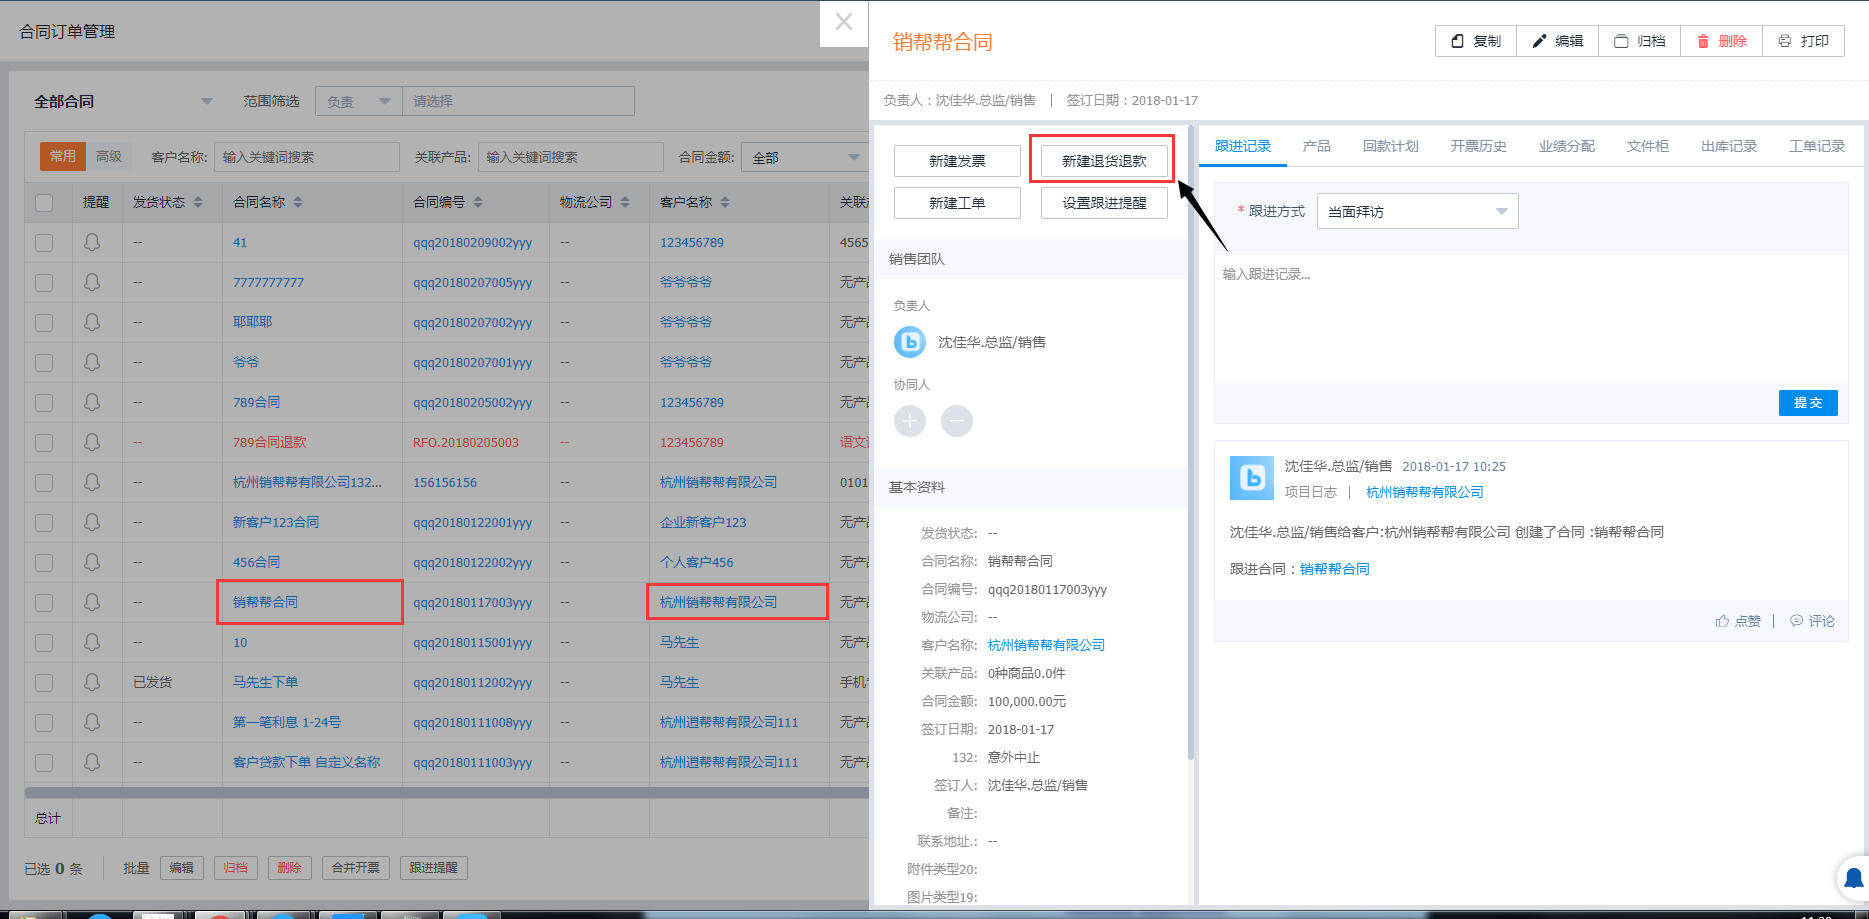 合同订单管理
全部合同
范围筛选
负责
请选择
常用
高级
客户名称:
输入关键词搜索
关联产品:
输入关键词搜索
合同金额:
全部
提醒 发货状态 合同名称 合同编号 物流公司 客户名称
-- 41 qqq20180209002yyy -- 123456789 4565
-- 7777777777 qqq20180207005yyy -- 爷爷爷爷 无产
-- 耶耶耶 qqq20180207002yyy -- 爷爷爷爷 无产
-- 爷爷 qqq20180207001yyy -- 爷爷爷爷 无产
-- 789合同 qqq20180205002yyy -- 123456789 无产
-- 789合同退款 RFO.20180205003 -- 123456789 语文
-- 杭州销帮帮有限公司132... 156156156 -- 杭州销帮帮有限公司 0101
-- 新客户123合同 qqq20180122001yyy -- 企业新客户123 无产
-- 456合同 qqq20180122002yyy -- 个人客户456 无产
-- 销帮帮合同 qqq20180117003yyy -- 杭州销帮帮有限公司 无产
-- 10 qqq20180115001yyy -- 马先生 无产
已发货 马先生下单 qqq20180112002yyy -- 马先生 手机
-- 第一笔利息 1-24号 qqq20180111008yyy -- 杭州逍帮帮有限公司111 无产
-- 客户贷款下单 自定义名称 qqq20180111003yyy -- 杭州逍帮帮有限公司111 无产
总计
已选 0 条
批量
编辑
归档
删除
合并开票
跟进提醒
销帮帮合同
复制
编辑
归档
删除
打印
负责人：沈佳华.总监/销售 | 签订日期：2018-01-17
新建发票
新建退货退款
新建工单
设置跟进提醒
销售团队
负责人
沈佳华.总监/销售
协同人
基本资料
发货状态: --
合同名称: 销帮帮合同
合同编号: qqq20180117003yyy
物流公司: --
客户名称: 杭州销帮帮有限公司
关联产品: 0种商品0.0件
合同金额: 100,000.00元
签订日期: 2018-01-17
132: 意外中止
签订人: 沈佳华.总监/销售
备注:
联系地址.: --
附件类型20:
图片类型19:
跟进记录 产品 回款计划 开票历史 业绩分配 文件柜 出库记录 工单记录
* 跟进方式
当面拜访
输入跟进记录...
提交
沈佳华.总监/销售 2018-01-17 10:25
项目日志 | 杭州销帮帮有限公司
沈佳华.总监/销售给客户:杭州销帮帮有限公司 创建了合同 :销帮帮合同
跟进合同：销帮帮合同
点赞 | 评论